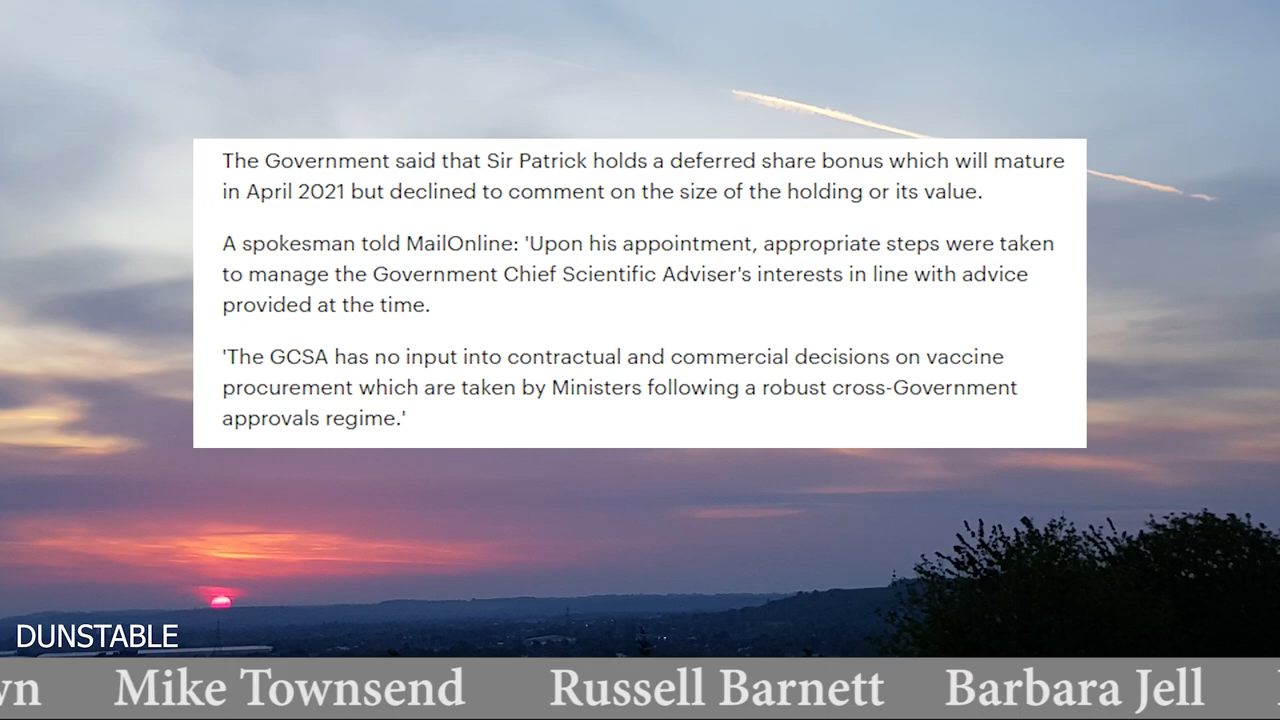 The Government said that Sir Patrick holds a deferred share bonus which will mature
in April 2021 but declined to comment on the size of the holding or its value.
A spokesman told MailOnline: 'Upon his appointment, appropriate steps were taken
to manage the Government Chief Scientific Adviser's interests in line with advice
provided at the time.
'The GCSA has no input into contractual and commercial decisions on vaccine
procurement which are taken by Ministers following a robust cross-Government
approvals regime.'
DUNSTABLE
Mike Townsend Russell Barnett Barbara Jell